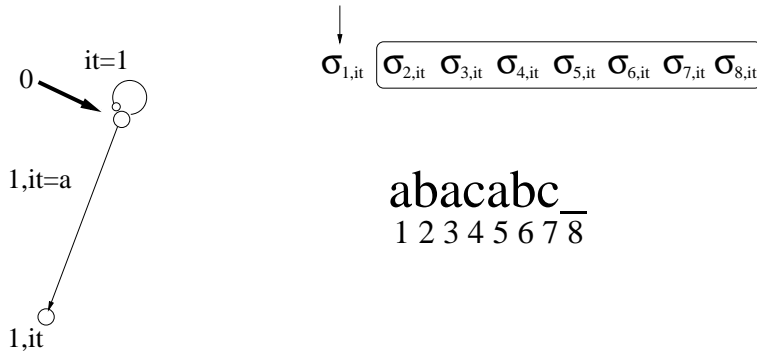 it=1
0
σ1,it σ2,it σ3,it σ4,it σ5,it σ6,it σ7,it σ8,it
1,it=a
abacabc_
1 2 3 4 5 6 7 8
1,it